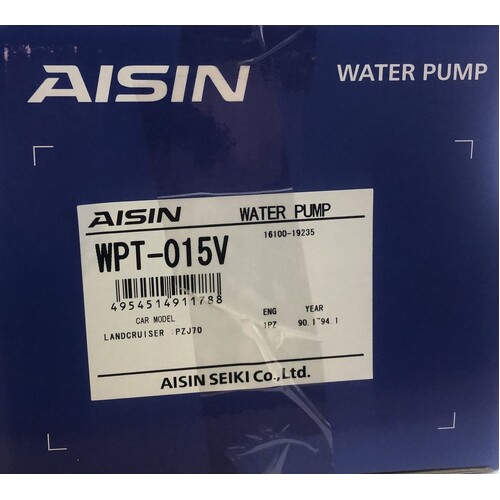 AISIN
WATER PUMP
AISIN WATER PUMP
WPT-015V 16100-19235
4954514911788
CAR MODEL ENG YEAR
LANDCRUISER :PZJ70 1PZ 90.1~94.1
AISIN SEIKI Co.,Ltd.